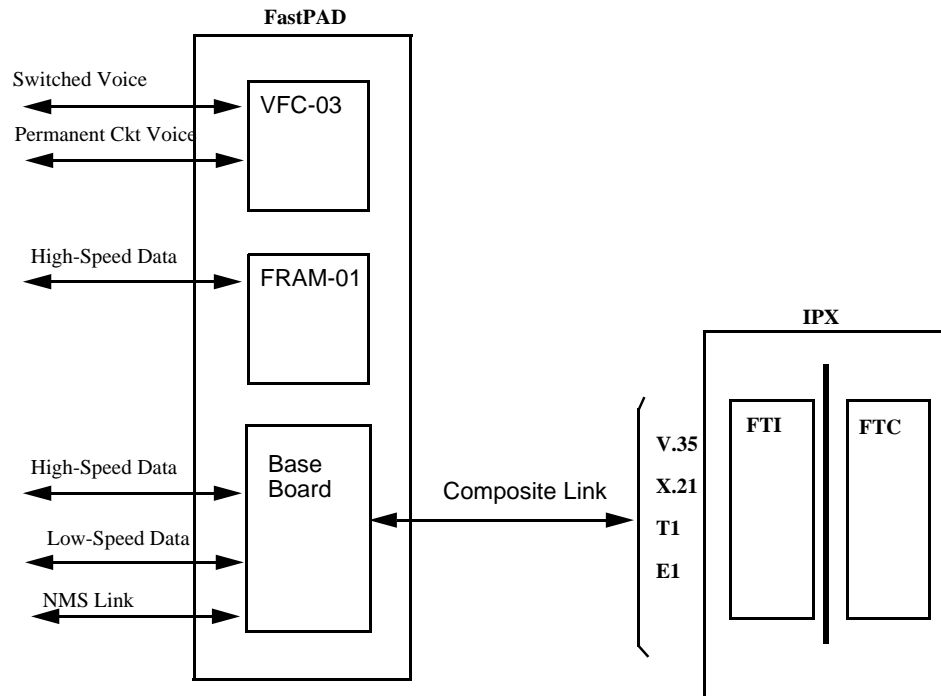 FastPAD
Switched Voice
VFC-03
Permanent Ckt Voice
High-Speed Data
FRAM-01
IPX
FTI
FTC
V.35
High-Speed Data
Base
Board
Composite Link
X.21
T1
Low-Speed Data
E1
NMS Link